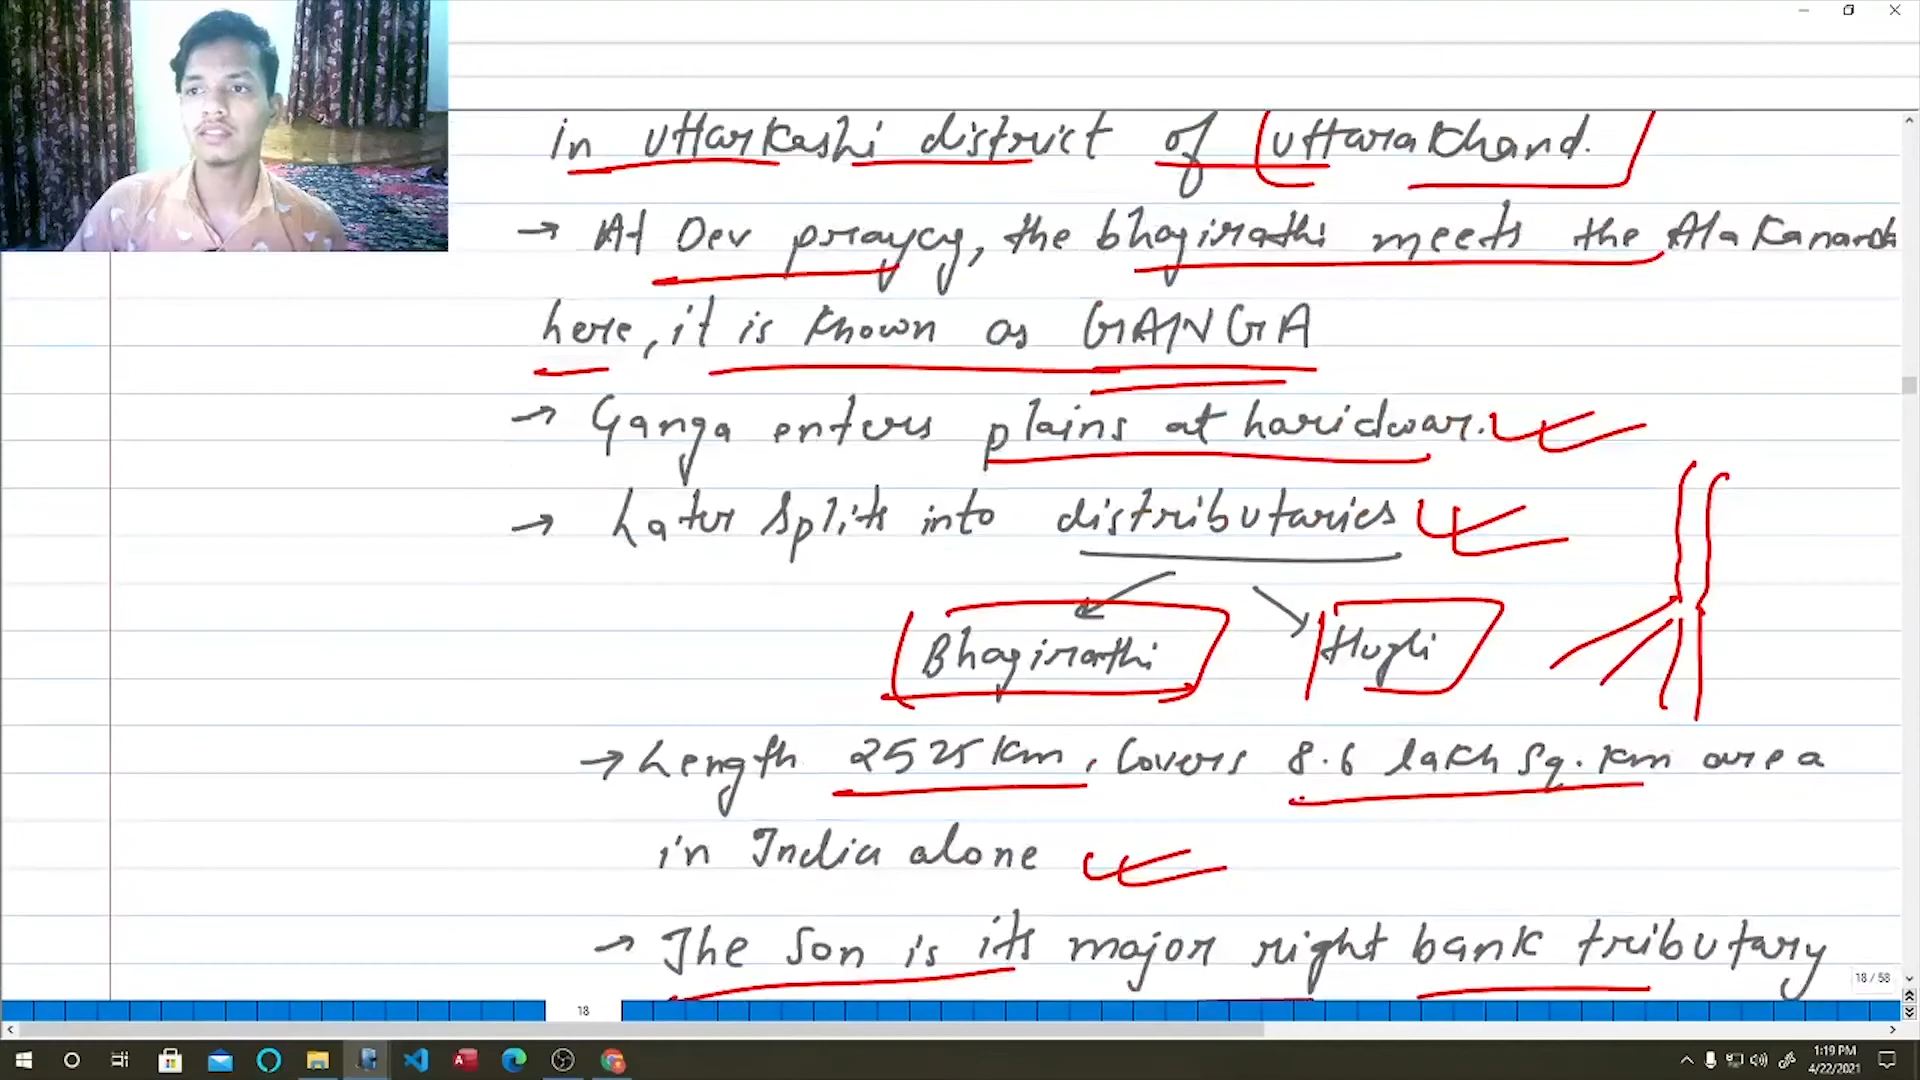 in uttarkashi district of uttarakhand.
→ At Dev prayag, the bhagirathi meets the Alakananda
here, it is known as GANGA
→ Ganga enters plains at haridwar.
→ Later splits into distributaries
Bhagirathi Hugli
→ Length 2525 km, Covers 8.6 lakh Sq. Km area
in India alone
→ The Son is its major right bank tributary
18 / 58
18
1:19 PM
4/22/2021